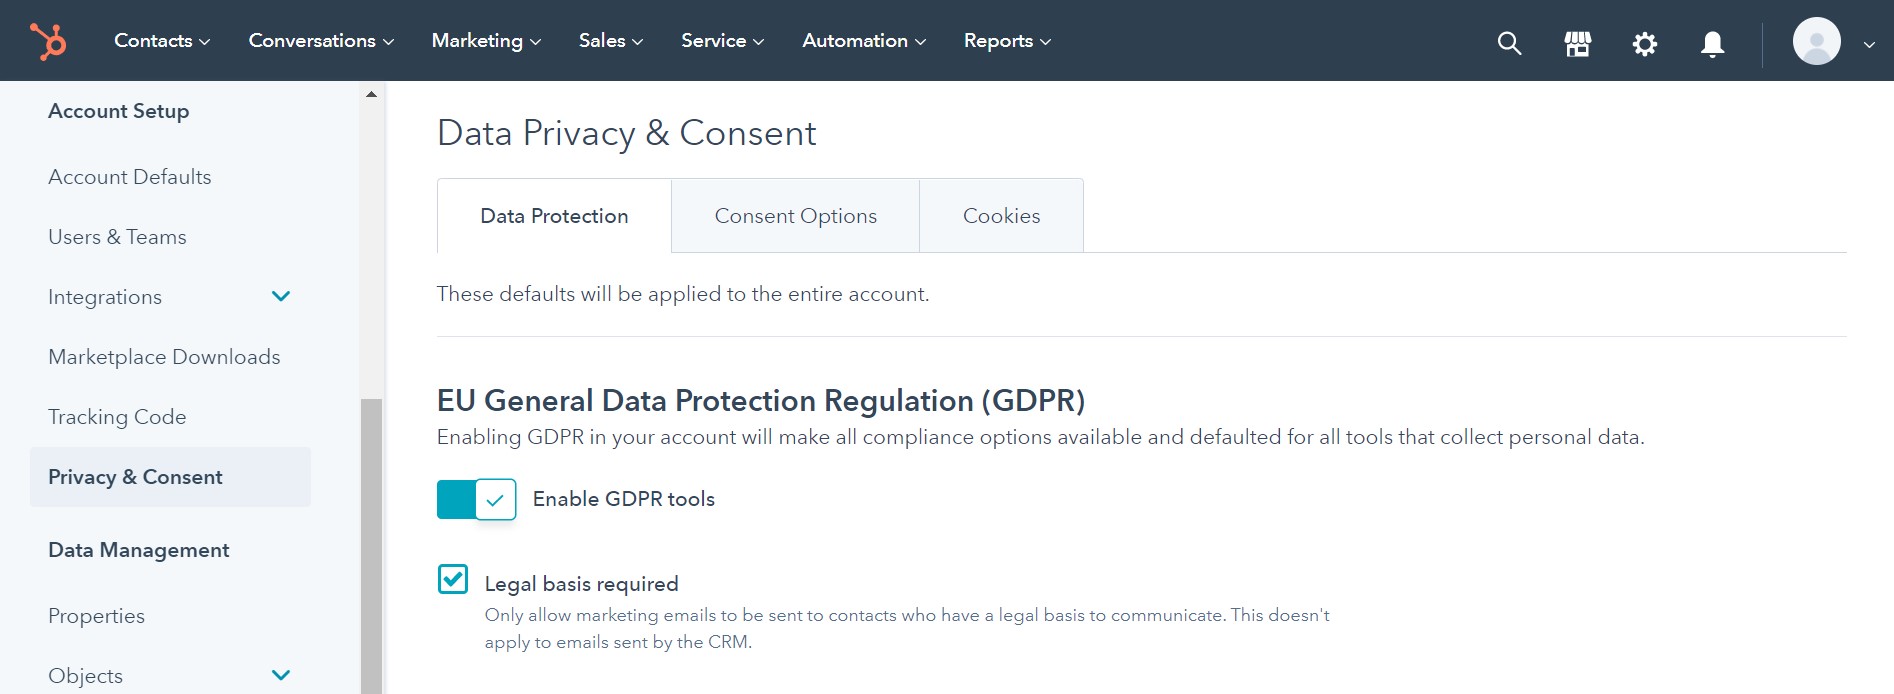 Contacts Conversations Marketing Sales Service Automation Reports
Account Setup
Account Defaults
Users & Teams
Integrations
Marketplace Downloads
Tracking Code
Privacy & Consent
Data Management
Properties
Objects
Data Privacy & Consent
Data Protection Consent Options Cookies
These defaults will be applied to the entire account.
EU General Data Protection Regulation (GDPR)
Enabling GDPR in your account will make all compliance options available and defaulted for all tools that collect personal data.
Enable GDPR tools
Legal basis required
Only allow marketing emails to be sent to contacts who have a legal basis to communicate. This doesn't
apply to emails sent by the CRM.